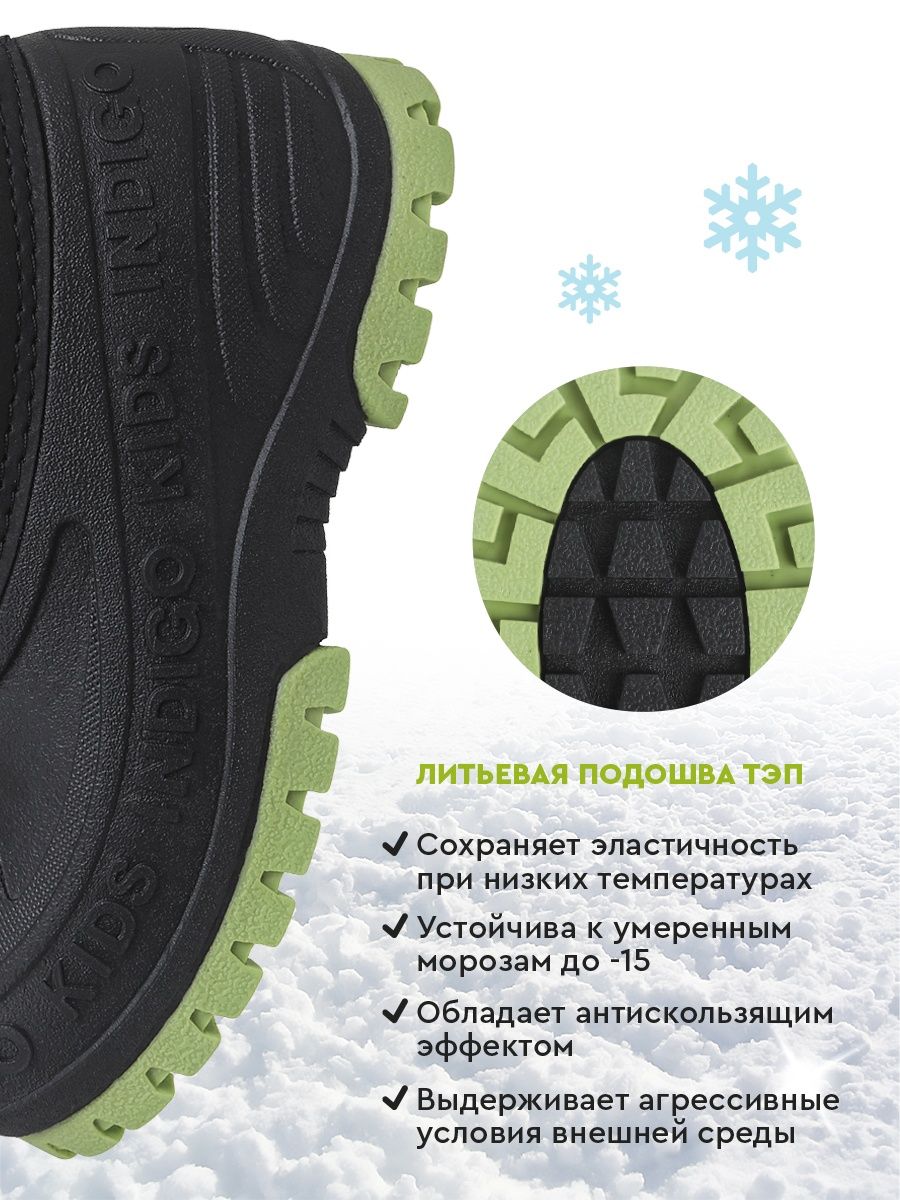 INDIGO KIDS INDIGO KIDS INDIGO
ЛИТЬЕВАЯ ПОДОШВА ТЭП
Сохраняет эластичность
при низких температурах
Устойчива к умеренным
морозам до -15
Обладает антискользящим
эффектом
Выдерживает агрессивные
условия внешней среды